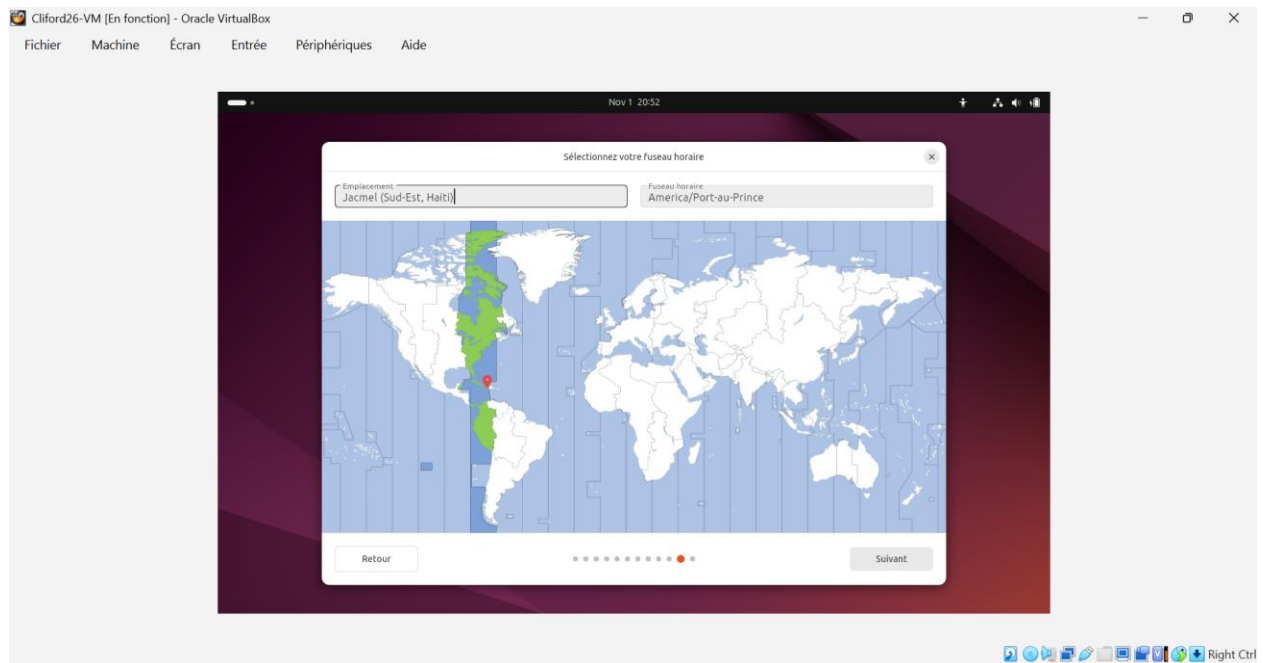 Cliford26-VM [En fonction] - Oracle VirtualBox
Fichier Machine Écran Entrée Périphériques Aide
Nov 1 20:52
Sélectionnez votre fuseau horaire
Emplacement
Jacmel (Sud-Est, Haiti)
Fuseau horaire
America/Port-au-Prince
Retour
Suivant
Right Ctrl